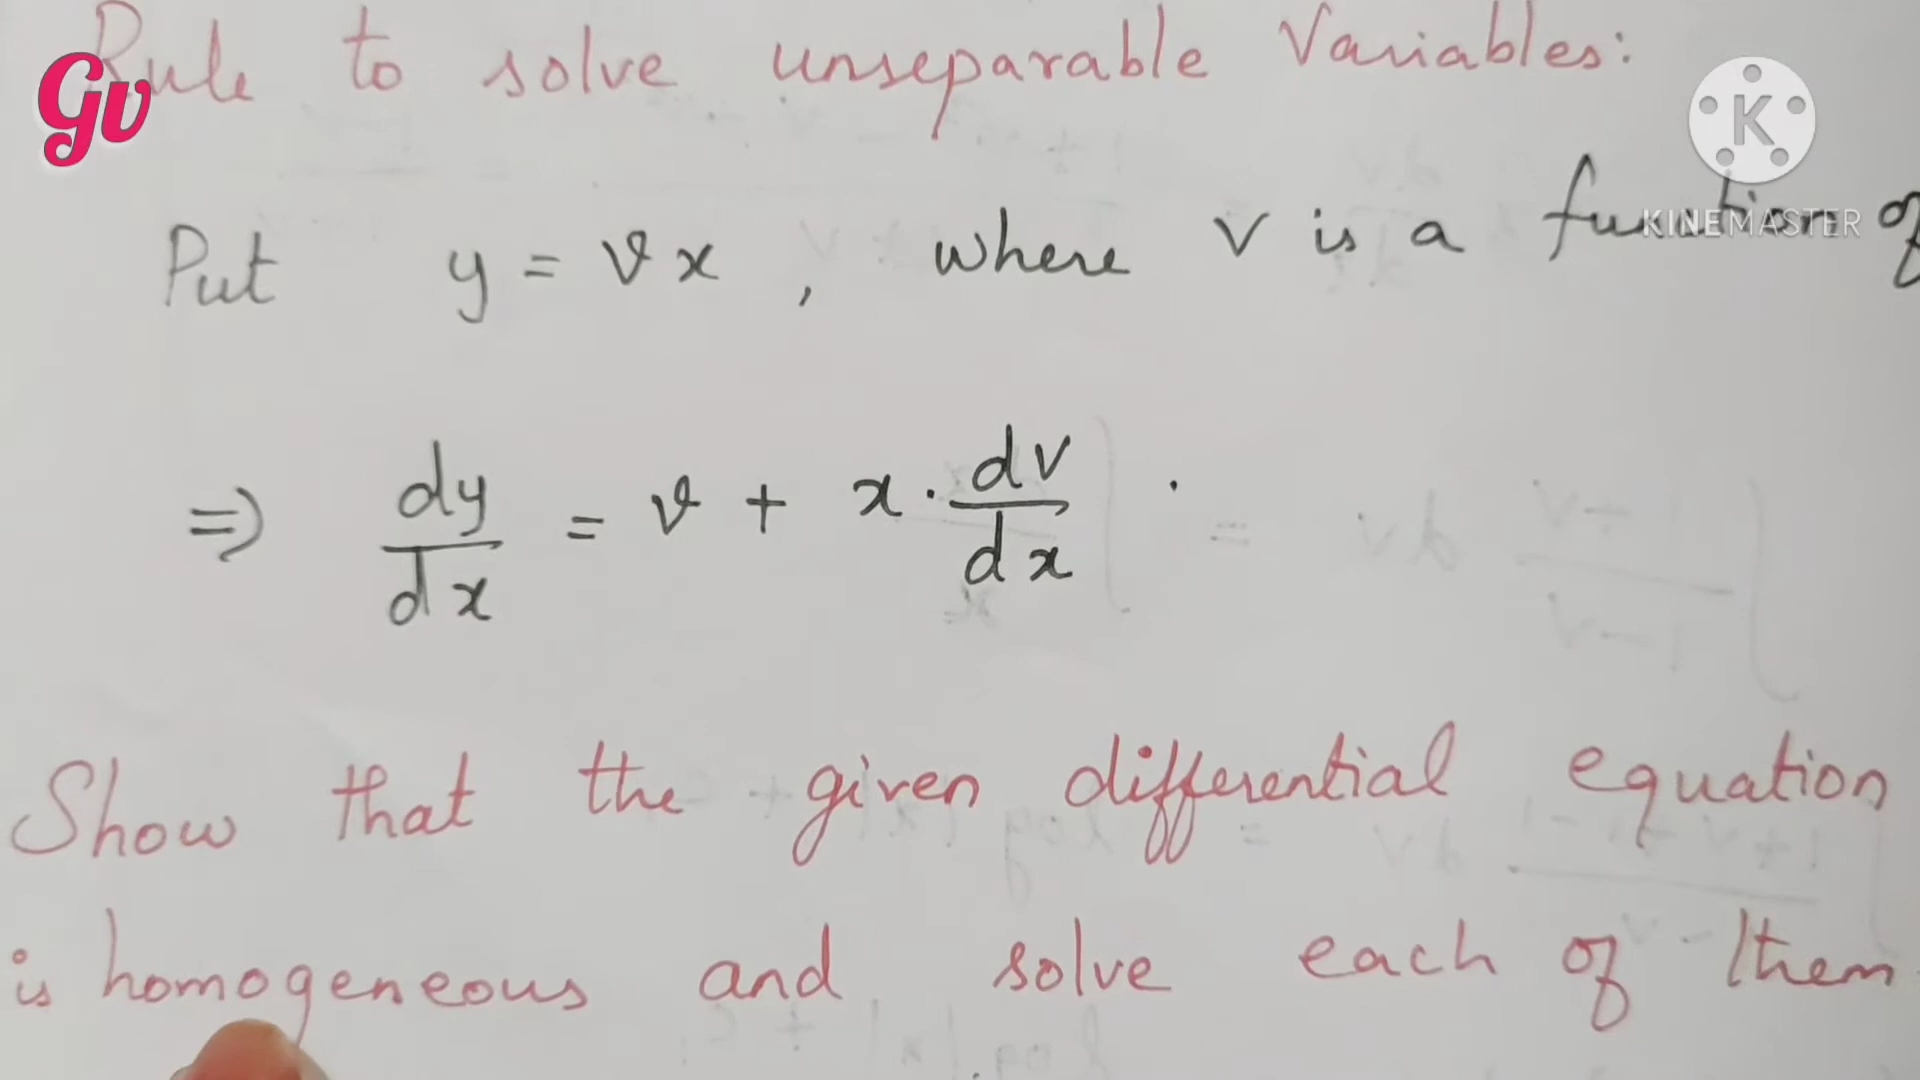 Rule to solve unseparable Variables:
GV
K
KINEMASTER
Put y = vx , where v is a function of
⇒ dy/dx = v + x · dv/dx ·
Show that the given differential equation
is homogeneous and solve each of them